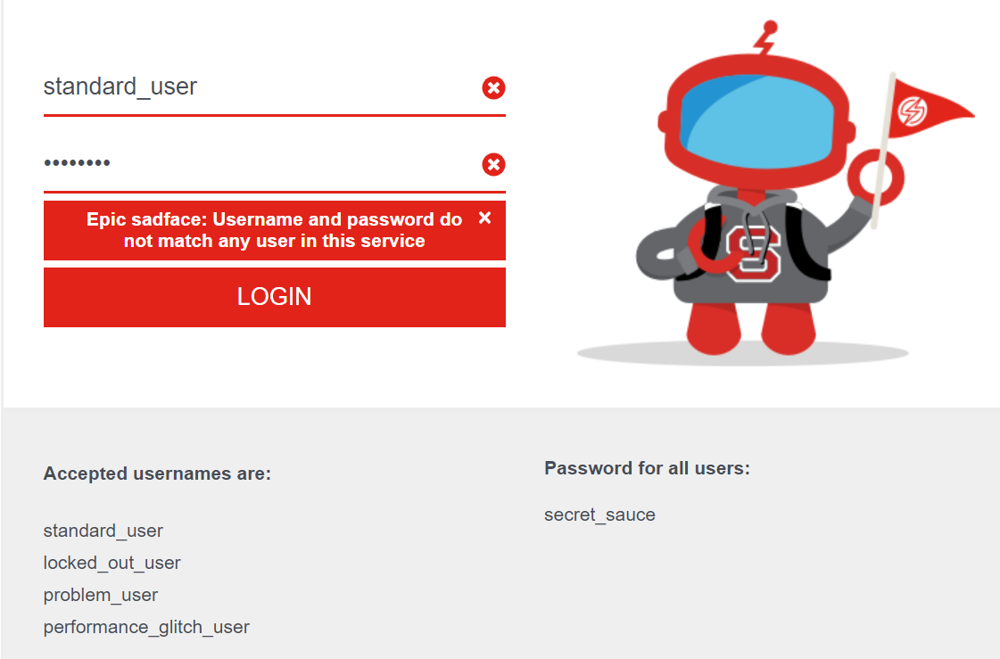 standard_user
••••••••
Epic sadface: Username and password do
not match any user in this service
LOGIN
S
Accepted usernames are:
standard_user
locked_out_user
problem_user
performance_glitch_user
Password for all users:
secret_sauce